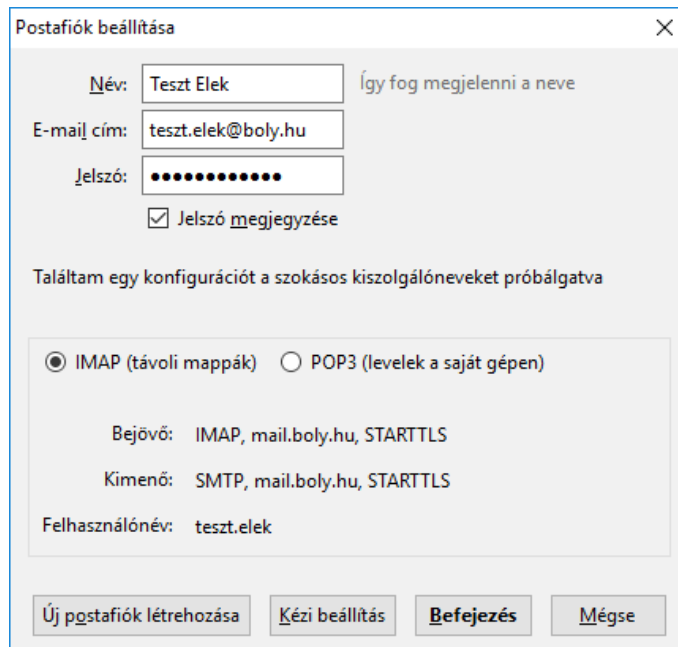 Postafiók beállítása
Név: Teszt Elek Így fog megjelenni a neve
E-mail cím: teszt.elek@boly.hu
Jelszó: ●●●●●●●●●●●●
Jelszó megjegyzése
Találtam egy konfigurációt a szokásos kiszolgálóneveket próbálgatva
IMAP (távoli mappák) POP3 (levelek a saját gépen)
Bejövő: IMAP, mail.boly.hu, STARTTLS
Kimenő: SMTP, mail.boly.hu, STARTTLS
Felhasználónév: teszt.elek
Új postafiók létrehozása Kézi beállítás Befejezés Mégse